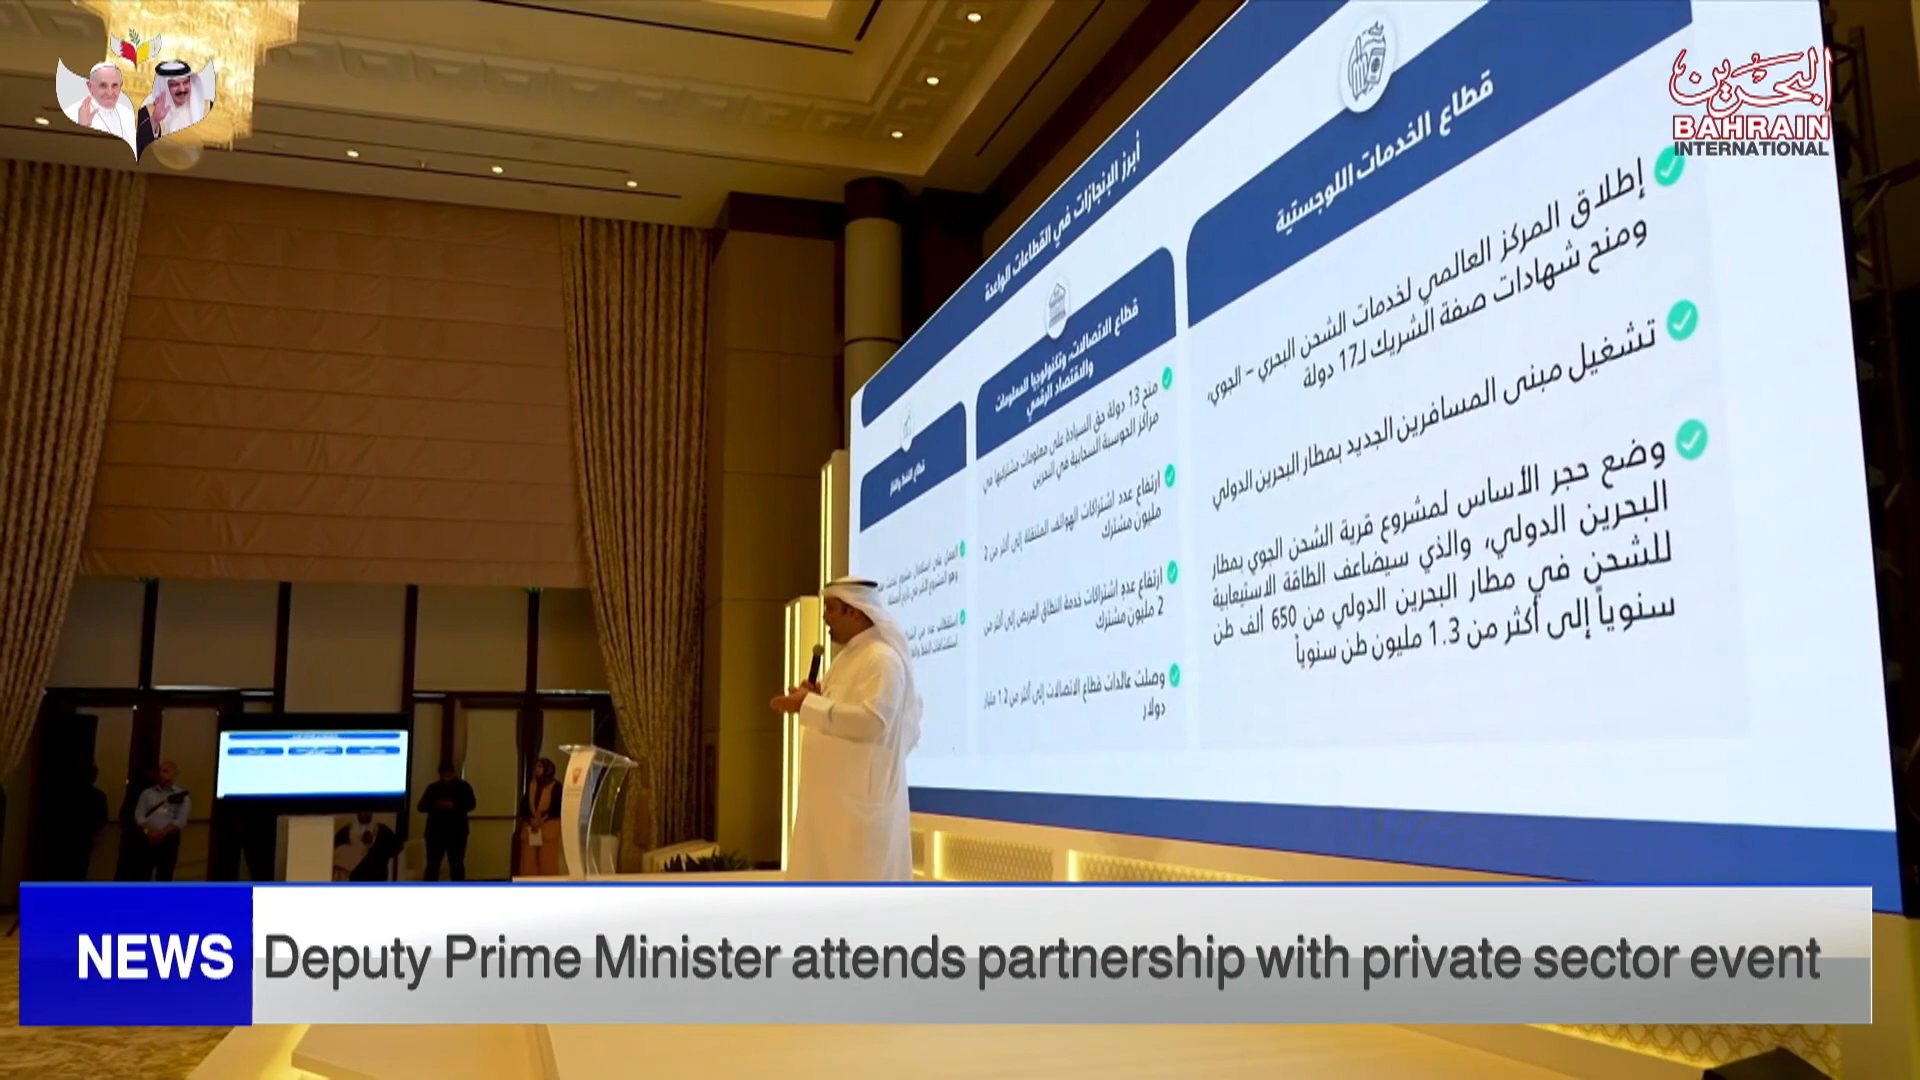 البحرين
BAHRAIN
INTERNATIONAL
أبرز الإنجازات في القطاعات الواعدة
قطاع الخدمات اللوجستية
إطلاق المركز العالمي لخدمات الشحن البحري – الجوي،
ومنح شهادات صفة الشريك لـ17 دولة
تشغيل مبنى المسافرين الجديد بمطار البحرين الدولي
وضع حجر الأساس لمشروع قرية الشحن الجوي بمطار
البحرين الدولي، والذي سيضاعف الطاقة الاستيعابية
للشحن في مطار البحرين الدولي من 650 ألف طن
سنوياً إلى أكثر من 1.3 مليون طن سنوياً
قطاع الاتصالات، وتكنولوجيا المعلومات
والاقتصاد الرقمي
منح 13 دولة حق السيادة على معلومات مشتركيها في
مراكز الحوسبة السحابية في البحرين
ارتفاع عدد اشتراكات الهواتف المتنقلة إلى أكثر من 2
مليون مشترك
ارتفاع عدد اشتراكات خدمة النطاق العريض إلى أكثر من
2 مليون مشترك
وصلت عائدات قطاع الاتصالات إلى أكثر من 1.2 مليار
دولار
قطاع النفط والغاز
NEWS
Deputy Prime Minister attends partnership with private sector event